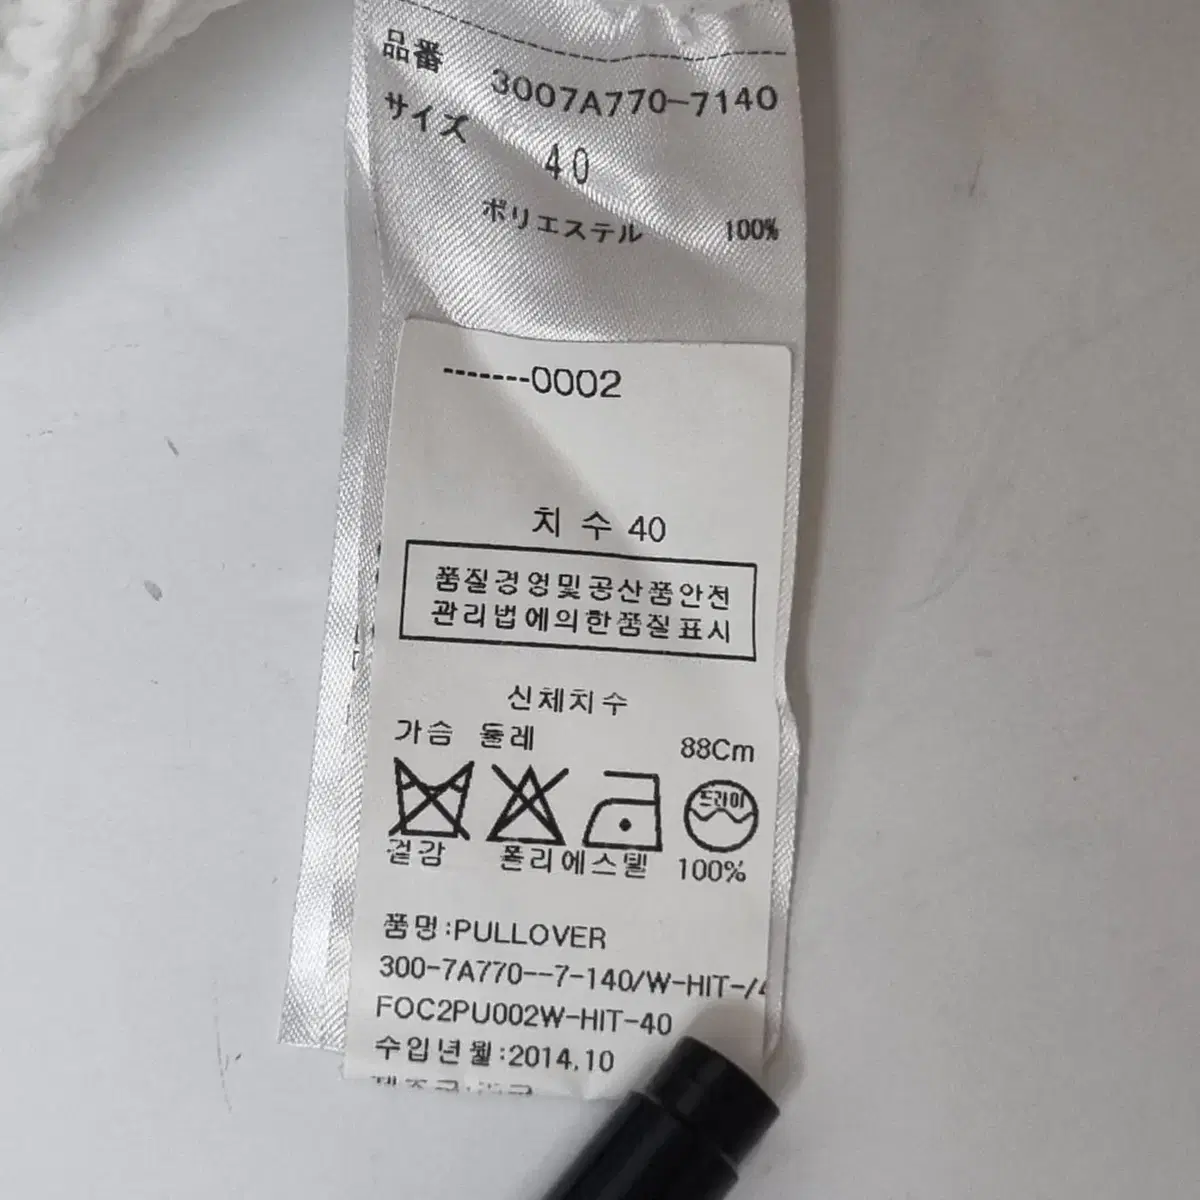 品番 3007A770-7140
サイズ 40
ポリエステル 100%
-------0002
치 수 40
품질경영및공산품안전
관리법에의한품질표시
신체치수
가슴 둘레 88Cm
드라이
겉감 폴리에스텔 100%
품명:PULLOVER
300-7A770--7-140/W-HIT-/4
FOC2PU002W-HIT-40
수입년월:2014.10